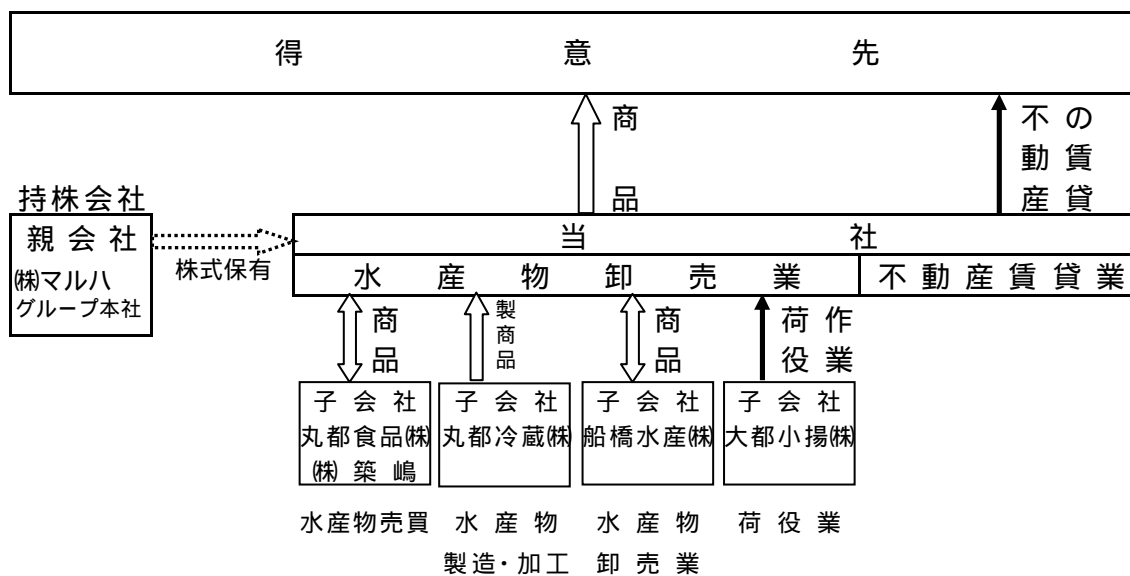 得意先
商品
不動産
の賃貸
持株会社
親会社
㈱マルハ
グループ本社
株式保有
当社
水産物卸売業
不動産賃貸業
商品
製商品
商品
荷役
作業
子会社
丸都食品㈱
㈱築嶋
子会社
丸都冷蔵㈱
子会社
船橋水産㈱
子会社
大都小揚㈱
水産物売買
水産物
製造・加工
水産物
卸売業
荷役業